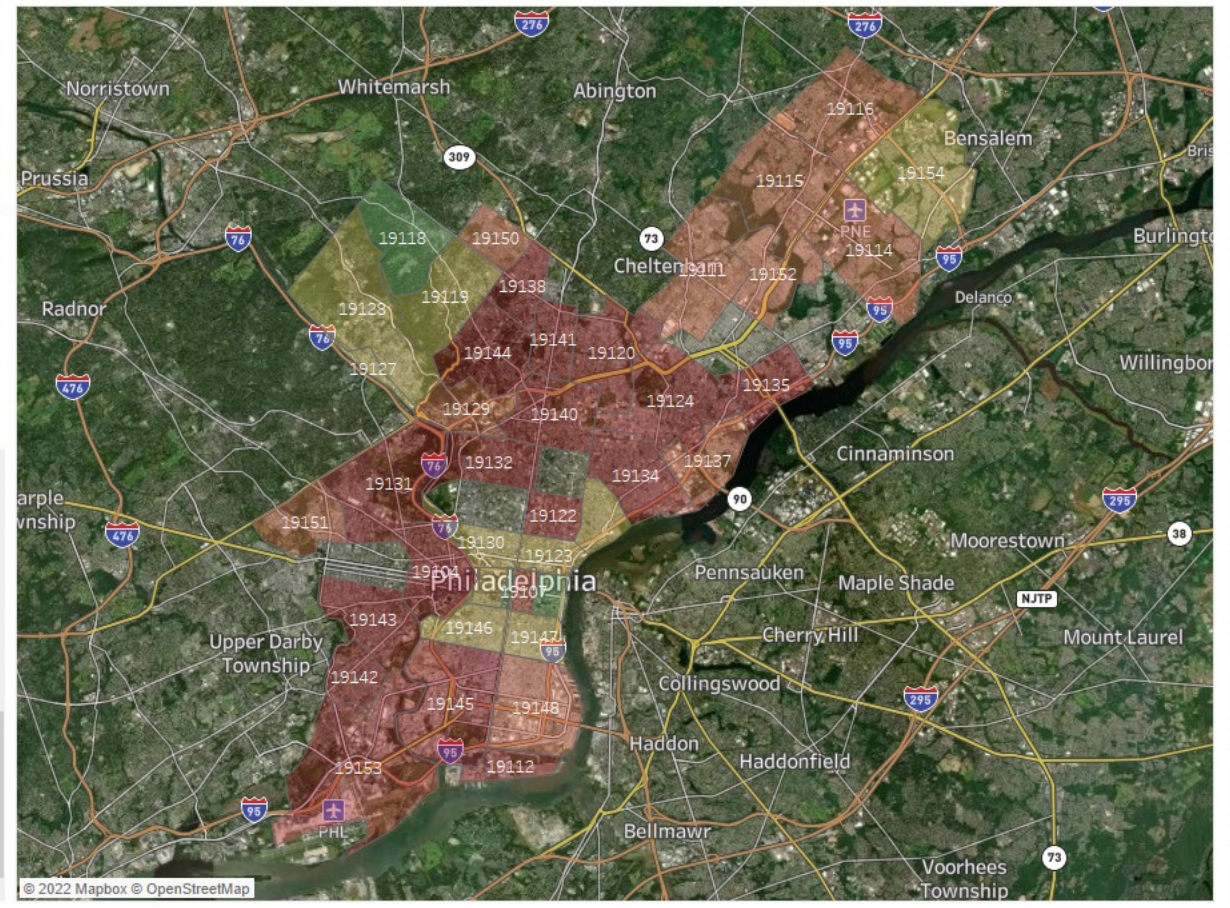 276
276
Norristown
Whitemarsh
Abington
19116
Bensalem
309
Bris
Prussia
19115
19154
PNE
19118
19150
73
76
Burlingto
19114
Cheltenham
19111
19152
95
19138
19119
Radnor
19128
Delanco
95
76
19141
19144
19120
95
Willingbor
19127
476
19135
19129
19124
19140
Cinnaminson
19132
19137
76
19134
19131
arple
wnship
90
295
19151
76
19122
476
38
19130
19123
Moorestown
19104
Philadelphia
19107
Pennsauken
Maple Shade
NJTP
19143
19146
19147
Cherry Hill
Mount Laurel
Upper Darby
Township
95
19142
Collingswood
295
19145
19148
Haddon
95
Haddonfield
19153
19112
95
PHL
Bellmawr
73
Voorhees
Township
© 2022 Mapbox © OpenStreetMap